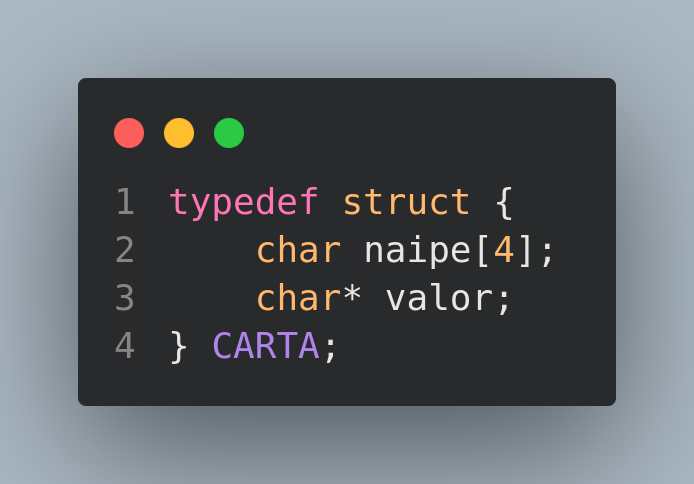 1 typedef struct {
2     char naipe[4];
3     char* valor;
4 } CARTA;